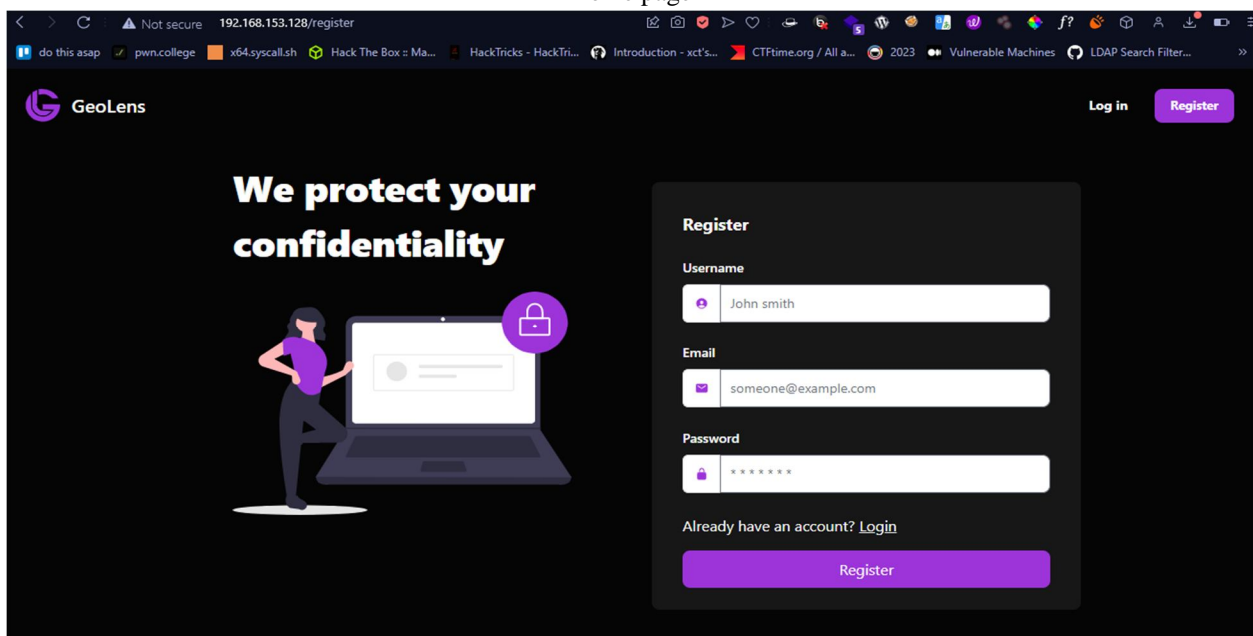 Not secure 192.168.153.128/register
do this asap pwn.college x64.syscall.sh Hack The Box :: Ma... HackTricks - HackTri... Introduction - xct's... CTFtime.org / All a... 2023 Vulnerable Machines LDAP Search Filter... »
GeoLens
Log in Register
We protect your
confidentiality
Register
Username
John smith
Email
someone@example.com
Password
*******
Already have an account? Login
Register